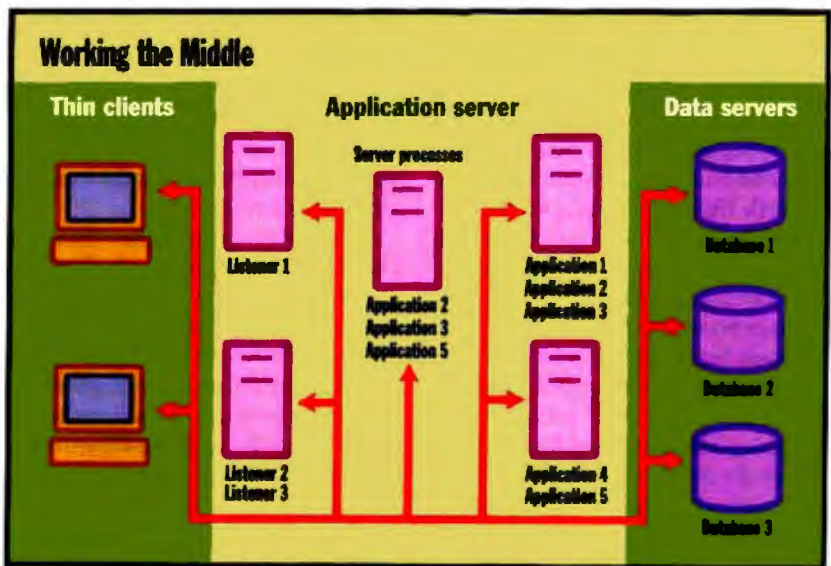 Working the Middle
Thin clients
Application server
Data servers
Server processes
Listener 1
Listener 2
Listener 3
Application 2
Application 3
Application 5
Application 1
Application 2
Application 3
Application 4
Application 5
Database 1
Database 2
Database 3